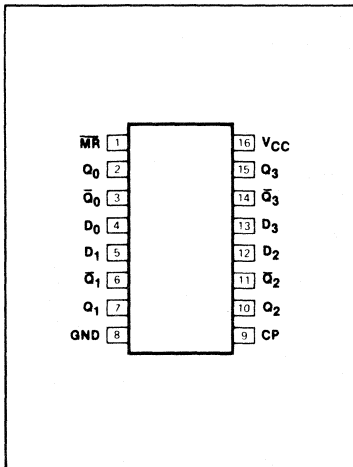 M̅R̅ 1 16 VCC
Q0 2 15 Q3
Q̅0 3 14 Q̅3
D0 4 13 D3
D1 5 12 D2
Q̅1 6 11 Q̅2
Q1 7 10 Q2
GND 8 9 CP